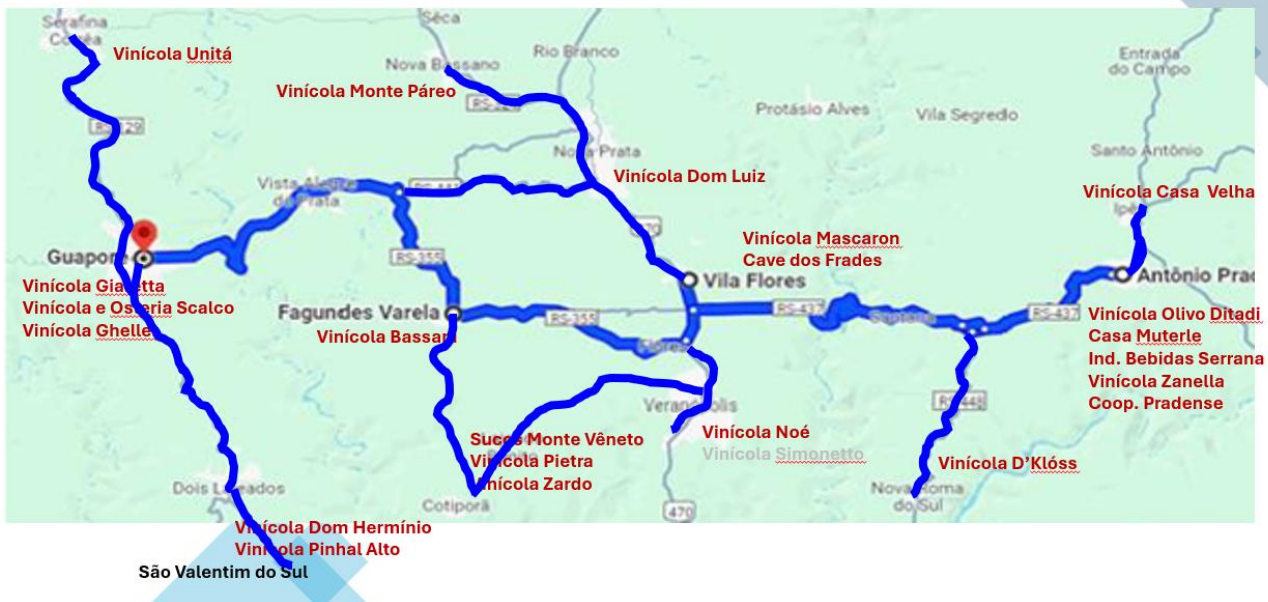 Serafina
Corrêa
Vinícola Unitá
Sêca
Rio Branco
Nova Bassano
Vinícola Monte Páreo
Entrada
do Campo
Protásio Alves
Vila Segredo
RS-129
Nova Prata
Santo Antônio
Vista Alegre
do Prata
Vinícola Dom Luiz
Vinícola Casa Velha
Ipê
Guaporé
RS-355
Vinícola Mascaron
Cave dos Frades
Vila Flores
Antônio Prad
Vinícola Giaretta
Vinícola e Osteria Scalco
Vinícola Gheller
Fagundes Varela
Vinícola Bassani
RS-355
RS-437
RS-437
Vinícola Olivo Ditadi
Casa Muterle
Ind. Bebidas Serrana
Vinícola Zanella
Coop. Pradense
Flores
Veranópolis
RS-448
Sucos Monte Vêneto
Vinícola Pietra
Vinícola Zardo
Vinícola Noé
Vinícola Simonetto
Vinícola D'Klóss
Dois Lajeados
Cotiporã
470
Nova Roma
do Sul
Vinícola Dom Hermínio
Vinícola Pinhal Alto
São Valentim do Sul